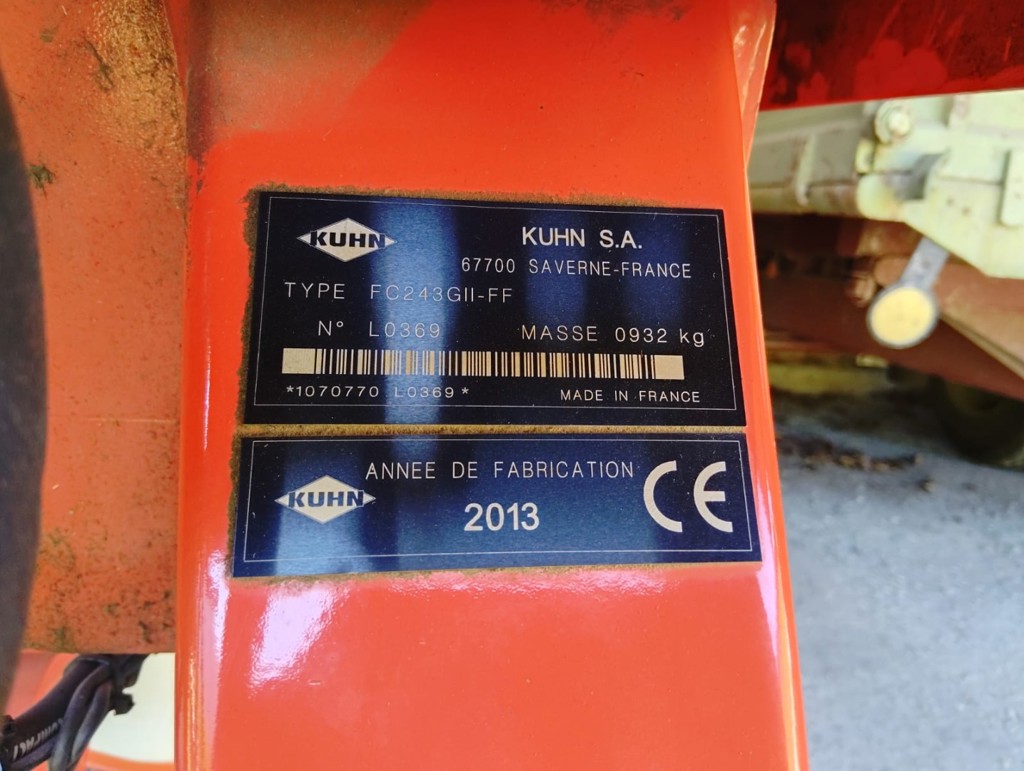 KUHN
KUHN S.A.
67700 SAVERNE-FRANCE
TYPE FC243GII-FF
N° L0369 MASSE 0932 kg
*1070770 L0369*
MADE IN FRANCE
KUHN
ANNEE DE FABRICATION
2013
CE